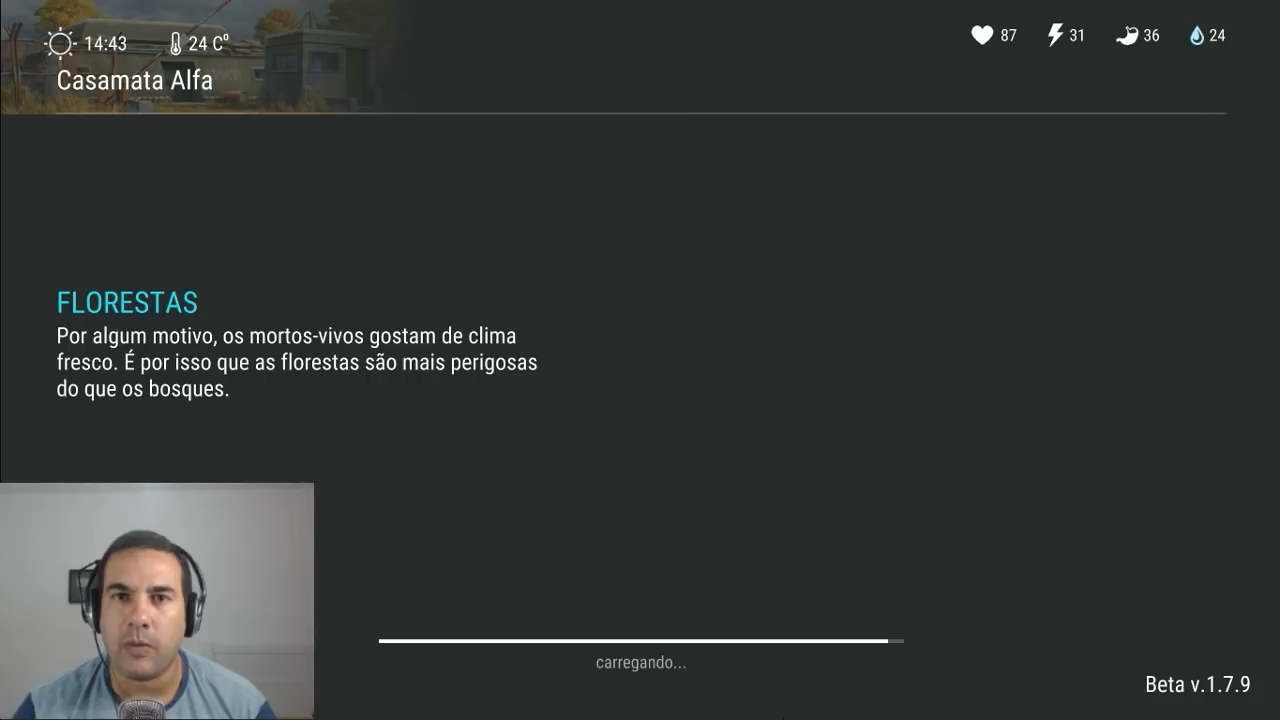 14:43 24 Cº
87 31 36 24
Casamata Alfa
FLORESTAS
Por algum motivo, os mortos-vivos gostam de clima
fresco. É por isso que as florestas são mais perigosas
do que os bosques.
carregando...
Beta v.1.7.9